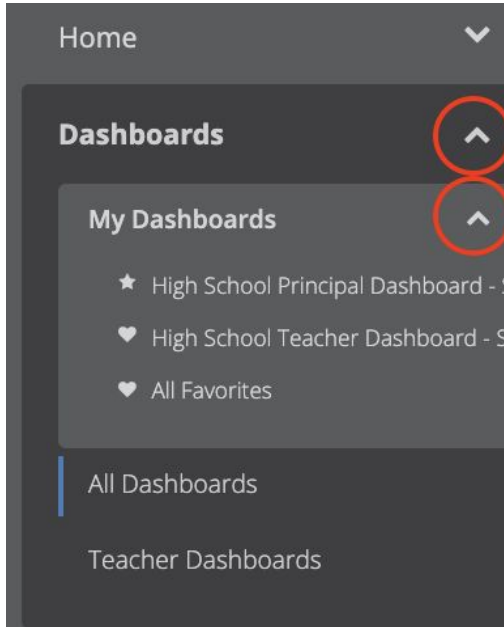 Home
Dashboards
My Dashboards
High School Principal Dashboard -
High School Teacher Dashboard - S
All Favorites
All Dashboards
Teacher Dashboards